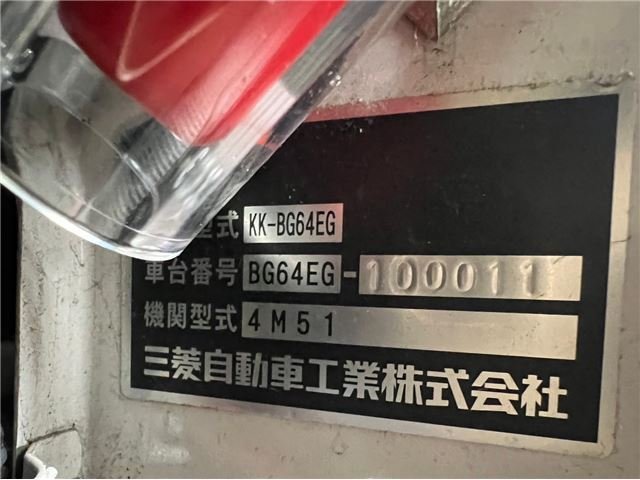 型式 KK-BG64EG
車台番号 BG64EG-100011
機関型式 4M51
三菱自動車工業株式会社